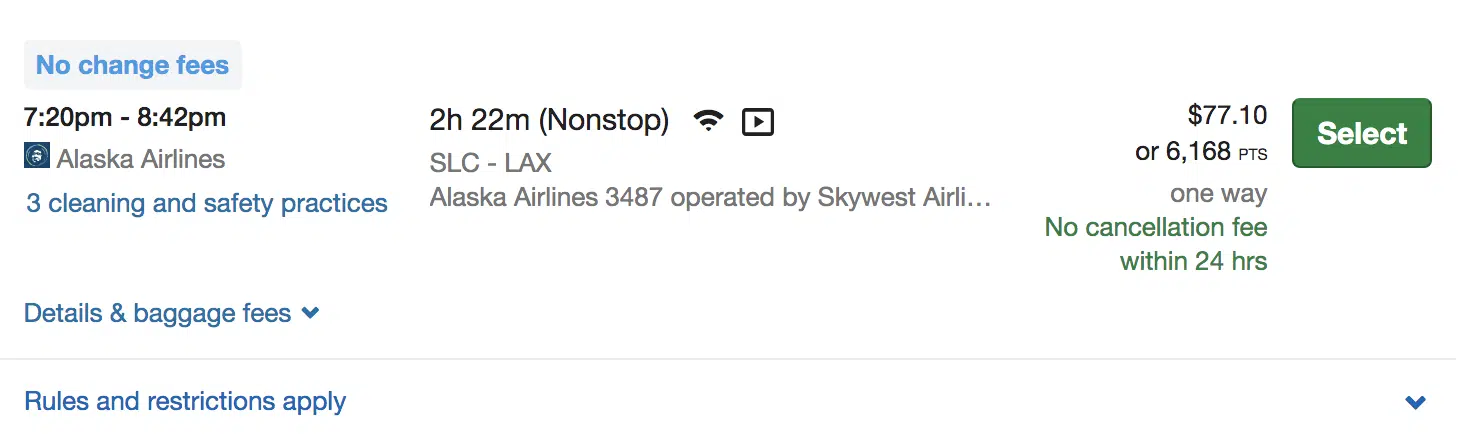 No change fees
7:20pm - 8:42pm
Alaska Airlines
3 cleaning and safety practices
2h 22m (Nonstop)
SLC - LAX
Alaska Airlines 3487 operated by Skywest Airli...
$77.10
or 6,168 PTS
one way
No cancellation fee
within 24 hrs
Select
Details & baggage fees
Rules and restrictions apply